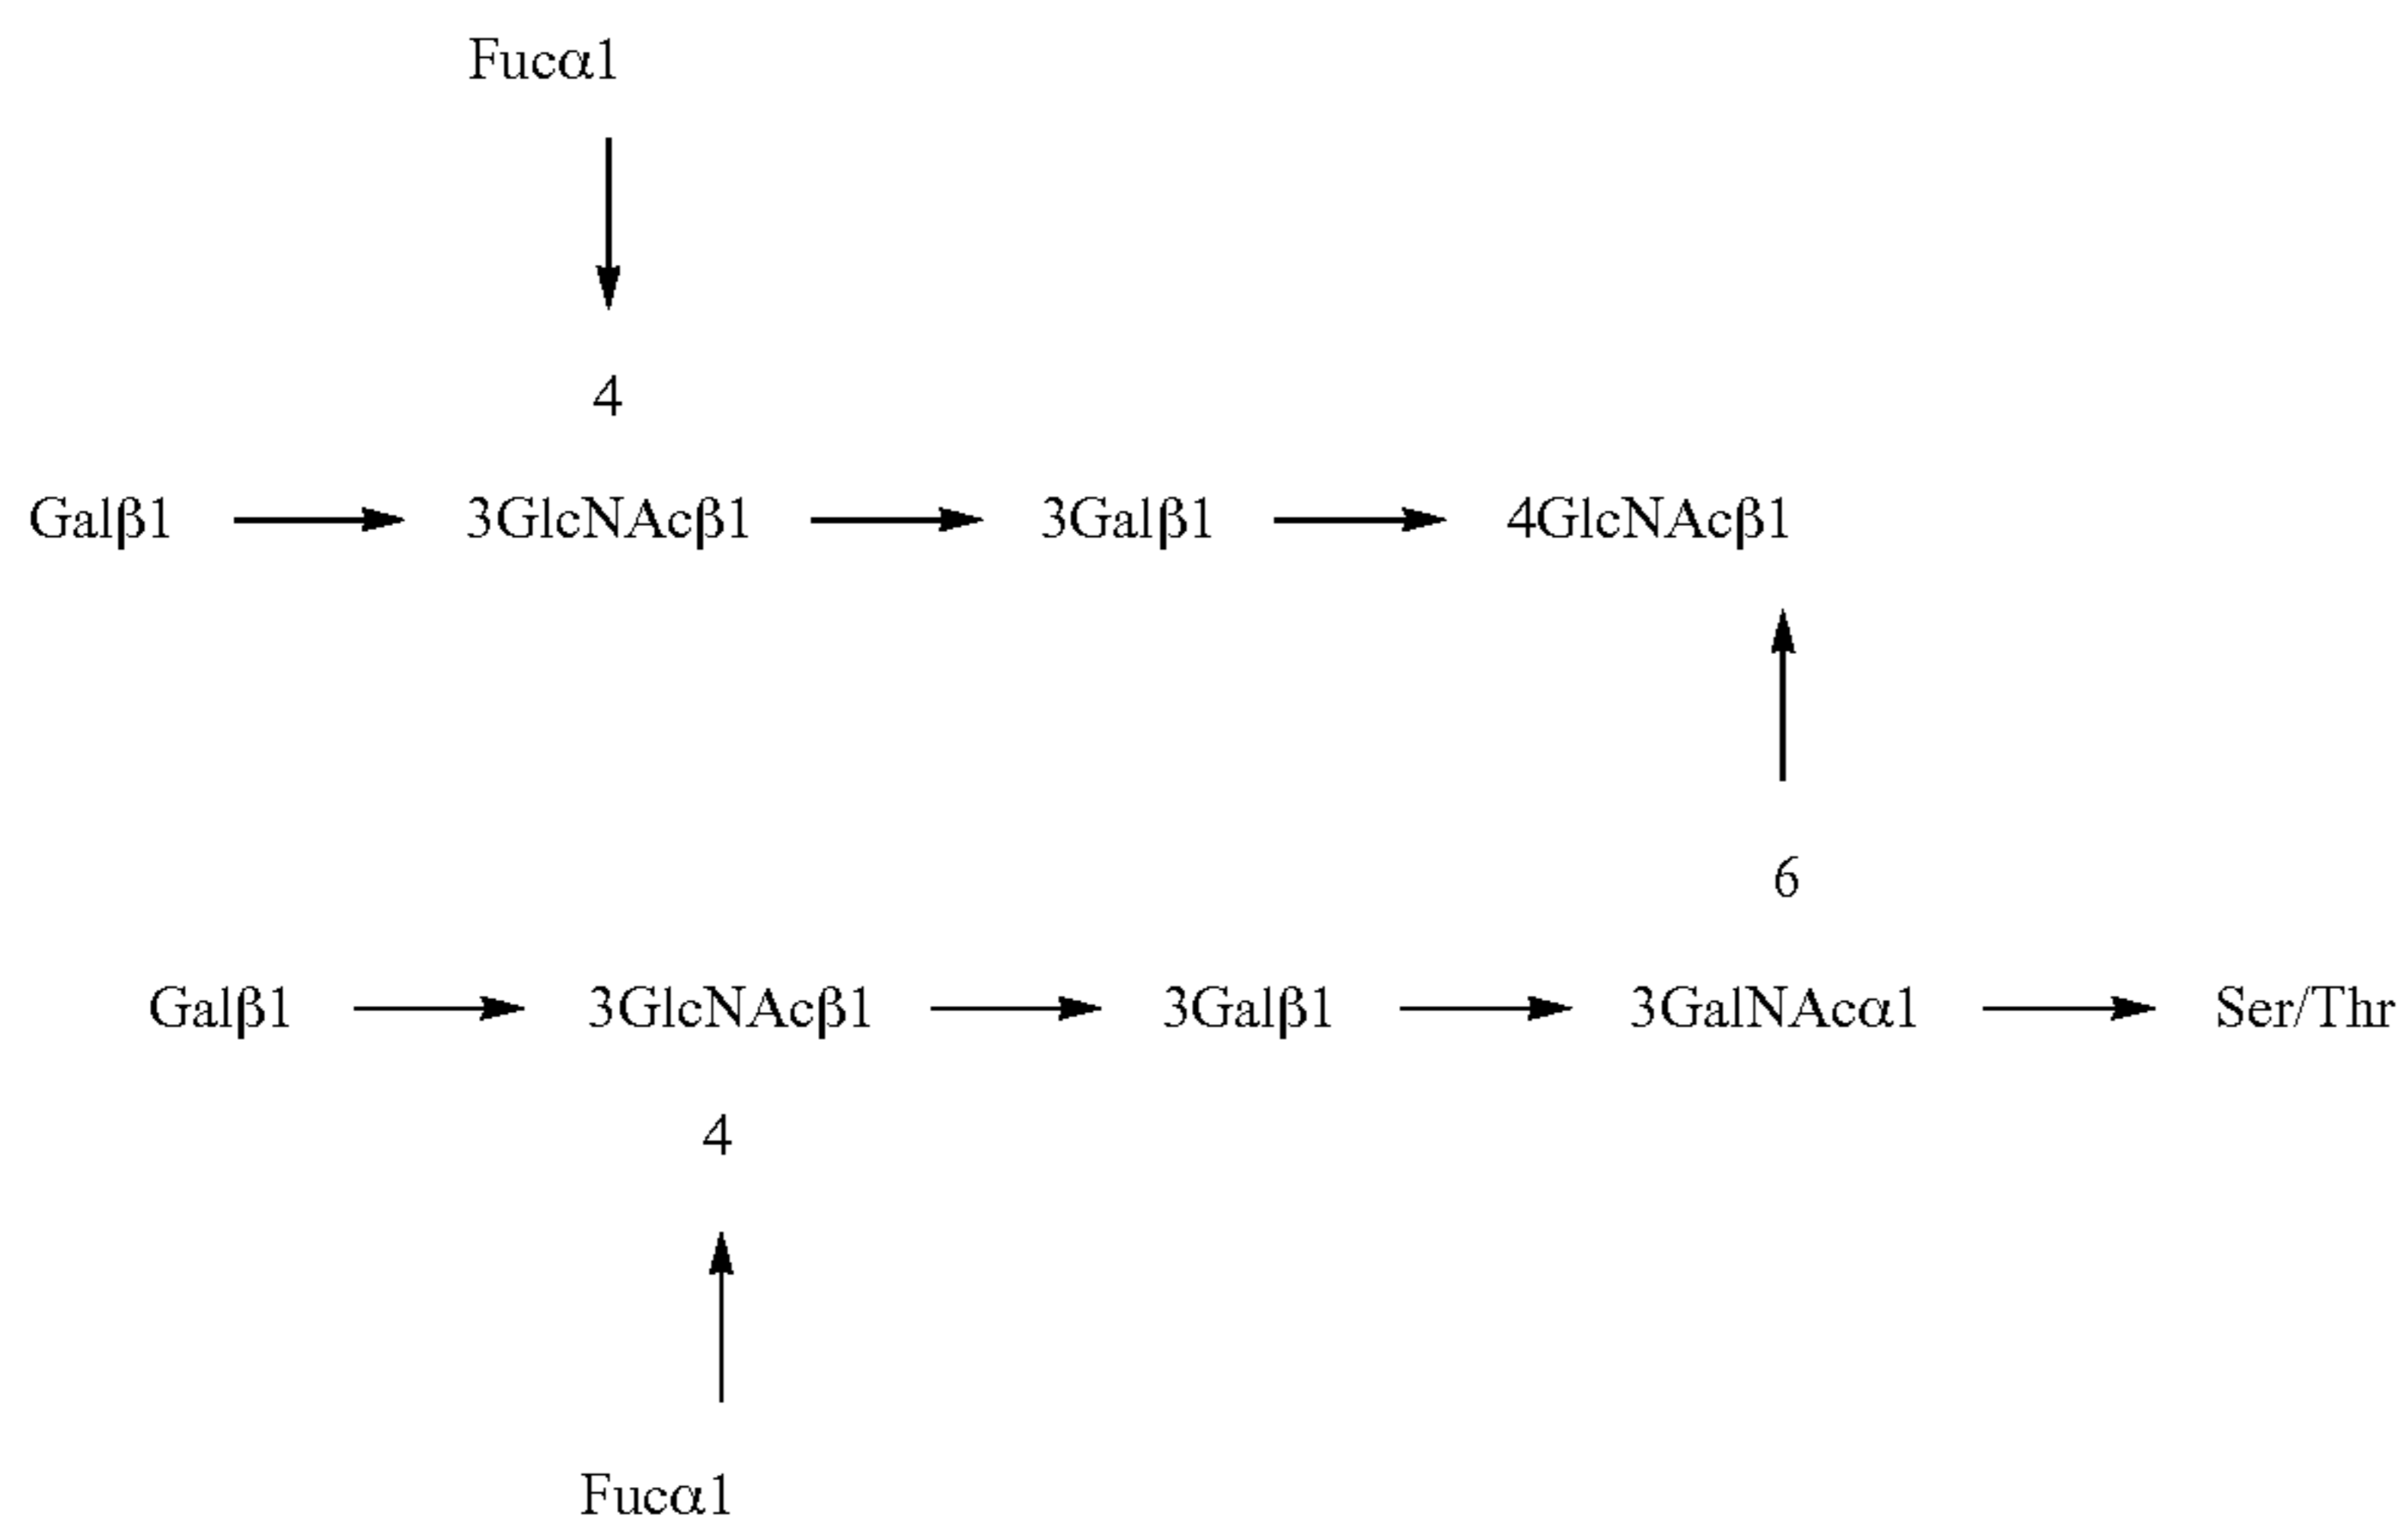 Fucα1
4
Galβ1 → 3GlcNAcβ1 → 3Galβ1 → 4GlcNAcβ1
6
Galβ1 → 3GlcNAcβ1 → 3Galβ1 → 3GalNAcα1 → Ser/Thr
4
Fucα1